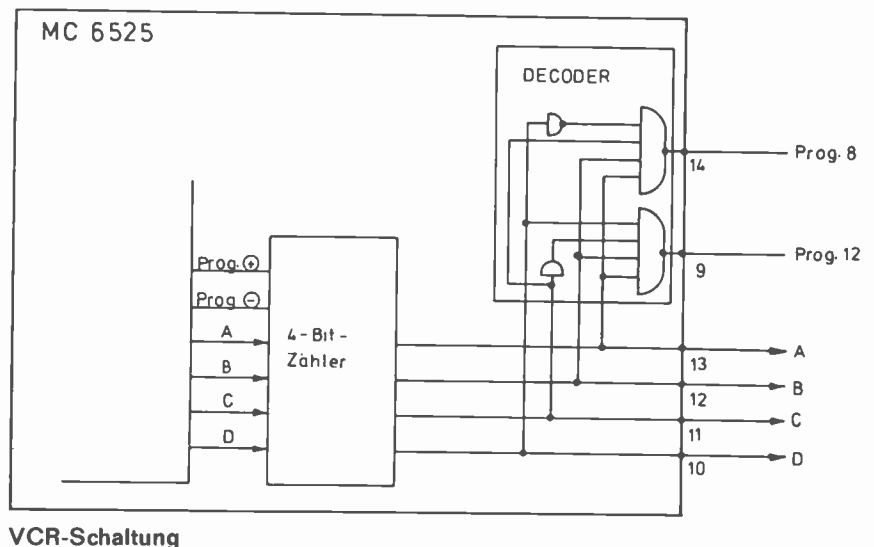 MC 6525
DECODER
Prog. 8
14
Prog. 12
9
Prog. ⊕
Prog ⊖
A
B
C
D
4-Bit-
Zähler
13
A
12
B
11
C
10
D
VCR-Schaltung